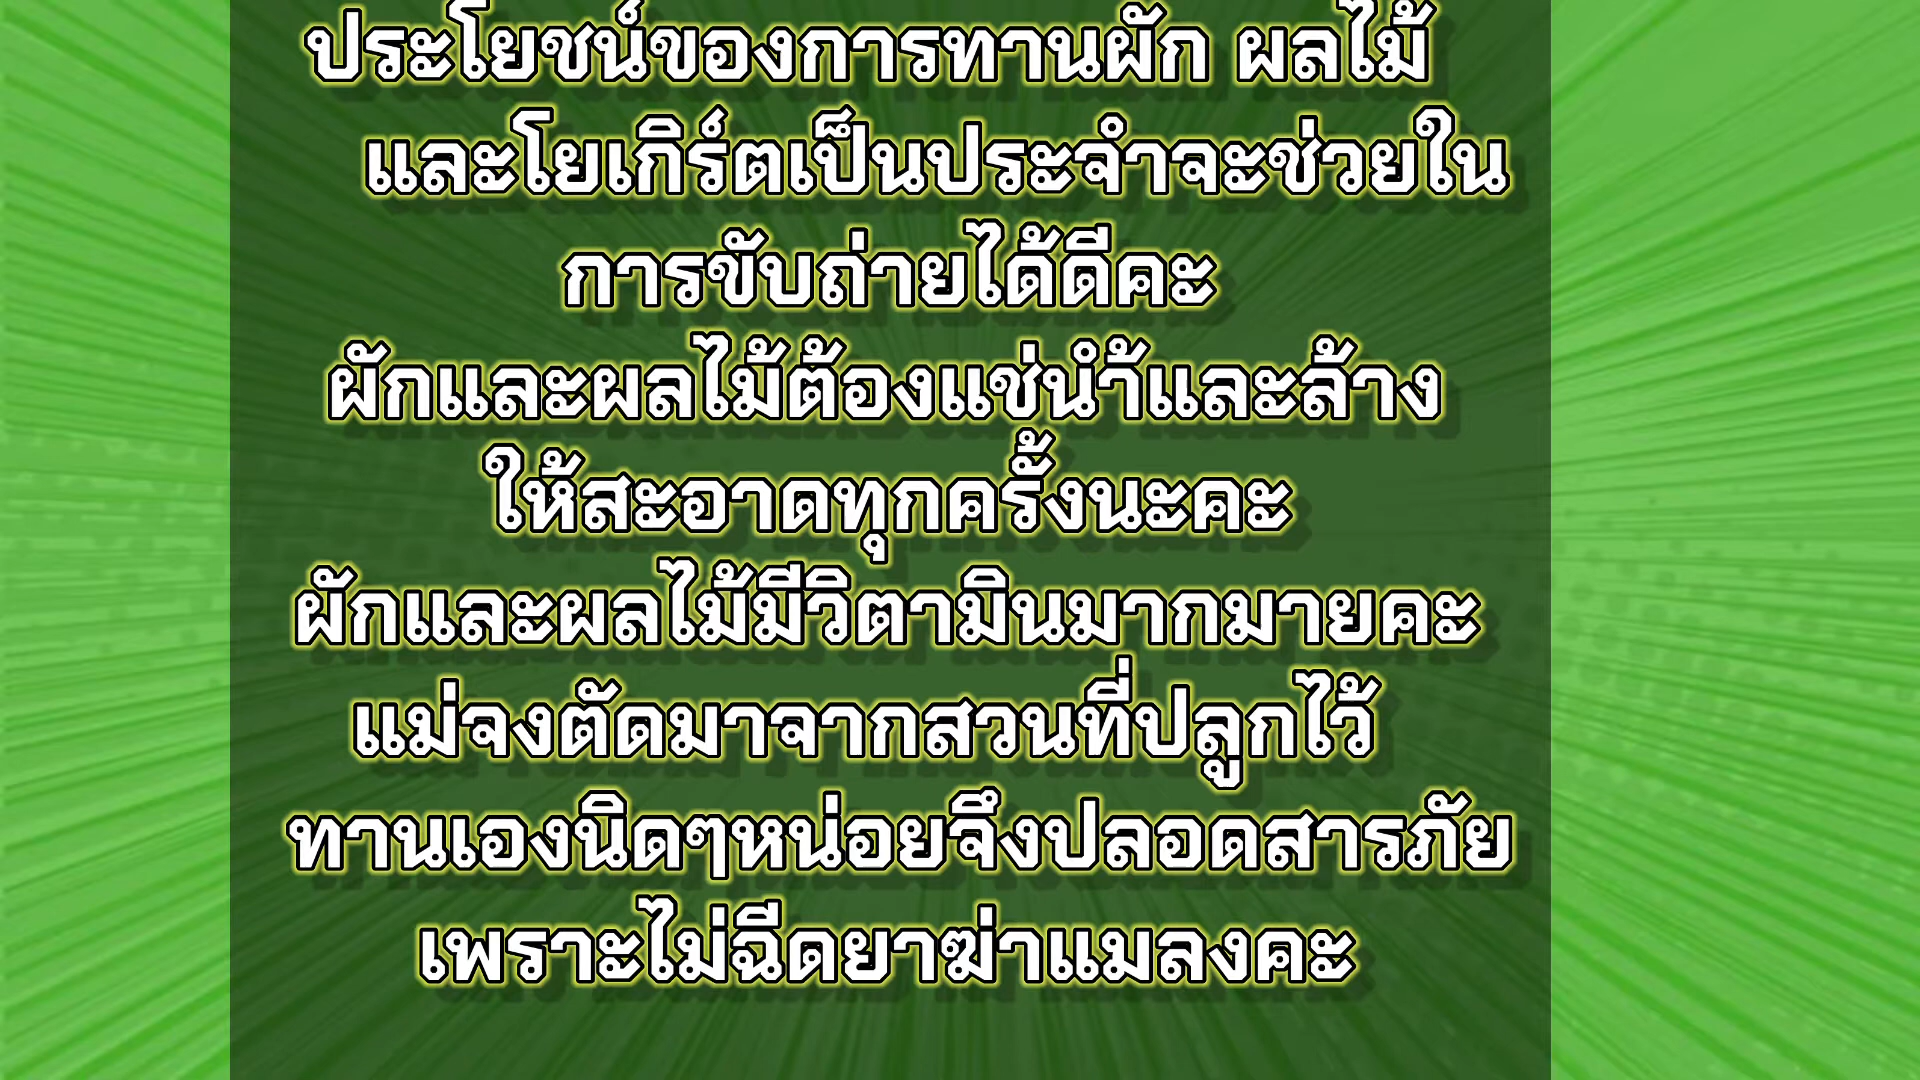 ประโยชน์ของการทานผัก ผลไม้
และโยเกิร์ตเป็นประจำจะช่วยใน
การขับถ่ายได้ดีคะ
ผักและผลไม้ต้องแช่น้ำและล้าง
ให้สะอาดทุกครั้งนะคะ
ผักและผลไม้มีวิตามินมากมายคะ
แม่จงตัดมาจากสวนที่ปลูกไว้
ทานเองนิดๆหน่อยจึงปลอดสารภัย
เพราะไม่ฉีดยาฆ่าแมลงคะ